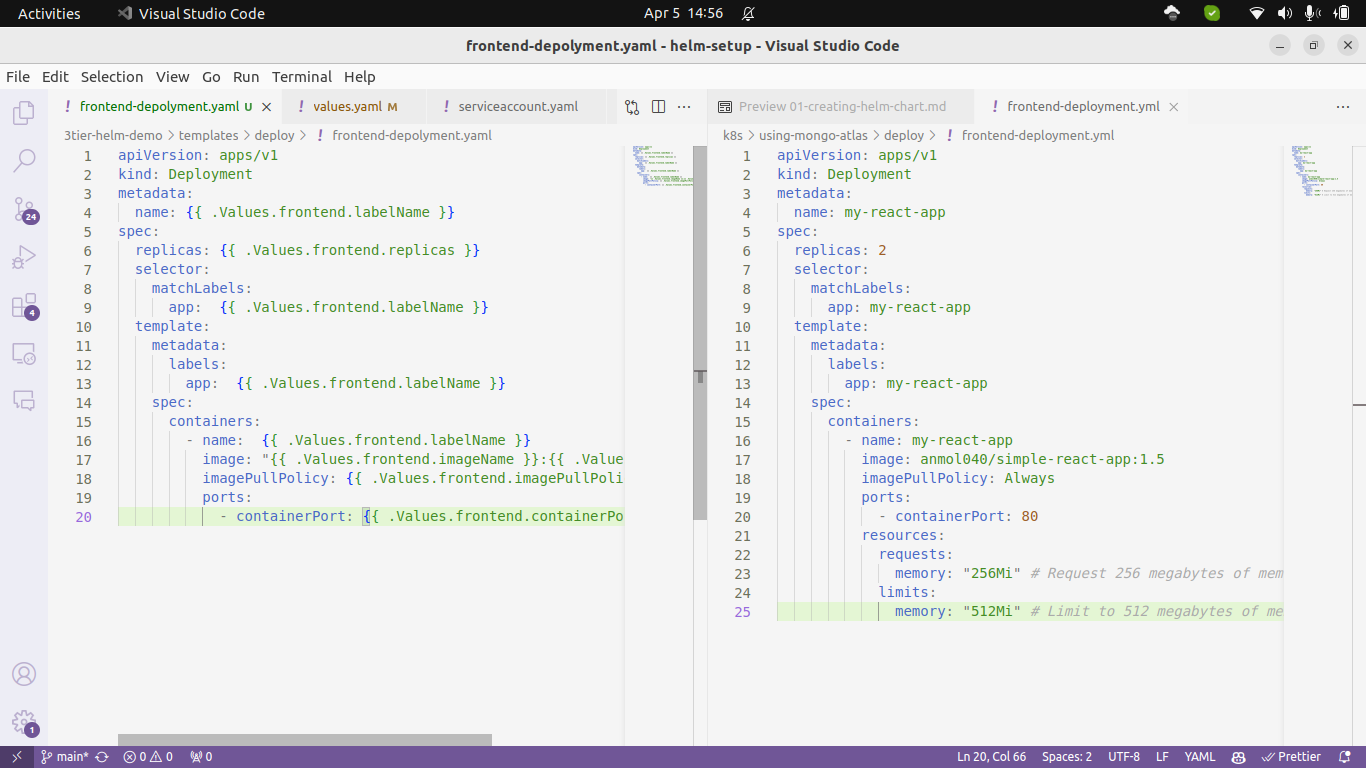 Activities Visual Studio Code Apr 5 14:56
frontend-depolyment.yaml - helm-setup - Visual Studio Code
File Edit Selection View Go Run Terminal Help
! frontend-depolyment.yaml U ! values.yaml M ! serviceaccount.yaml
3tier-helm-demo > templates > deploy > ! frontend-depolyment.yaml
1 apiVersion: apps/v1
2 kind: Deployment
3 metadata:
4 name: {{ .Values.frontend.labelName }}
5 spec:
6 replicas: {{ .Values.frontend.replicas }}
7 selector:
8 matchLabels:
9 app:  {{ .Values.frontend.labelName }}
10 template:
11 metadata:
12 labels:
13 app:  {{ .Values.frontend.labelName }}
14 spec:
15 containers:
16 - name:  {{ .Values.frontend.labelName }}
17 image: "{{ .Values.frontend.imageName }}:{{ .Value
18 imagePullPolicy: {{ .Values.frontend.imagePullPoli
19 ports:
20 - containerPort: {{ .Values.frontend.containerPo
Preview 01-creating-helm-chart.md ! frontend-deployment.yml
k8s > using-mongo-atlas > deploy > ! frontend-deployment.yml
1 apiVersion: apps/v1
2 kind: Deployment
3 metadata:
4 name: my-react-app
5 spec:
6 replicas: 2
7 selector:
8 matchLabels:
9 app: my-react-app
10 template:
11 metadata:
12 labels:
13 app: my-react-app
14 spec:
15 containers:
16 - name: my-react-app
17 image: anmol040/simple-react-app:1.5
18 imagePullPolicy: Always
19 ports:
20 - containerPort: 80
21 resources:
22 requests:
23 memory: "256Mi" # Request 256 megabytes of mem
24 limits:
25 memory: "512Mi" # Limit to 512 megabytes of me
24
4
1
main* 0 0 0 Ln 20, Col 66 Spaces: 2 UTF-8 LF YAML Prettier